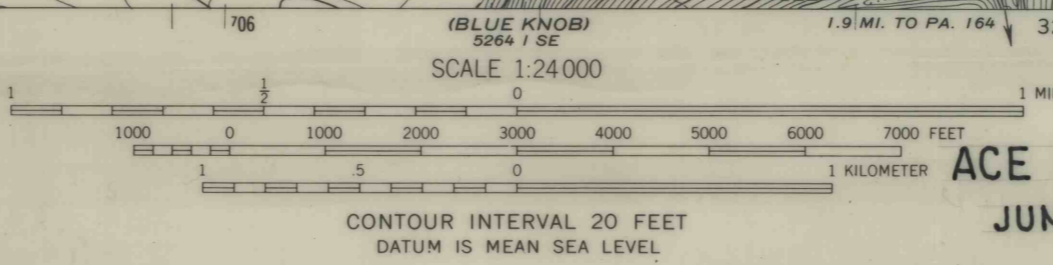 706 (BLUE KNOB) 1.9 MI. TO PA. 164
5264 I SE
SCALE 1:24 000
1 1/2 0 1
1000 0 1000 2000 3000 4000 5000 6000 7000 FEET
1 .5 0 1 KILOMETER
ACE
CONTOUR INTERVAL 20 FEET
DATUM IS MEAN SEA LEVEL